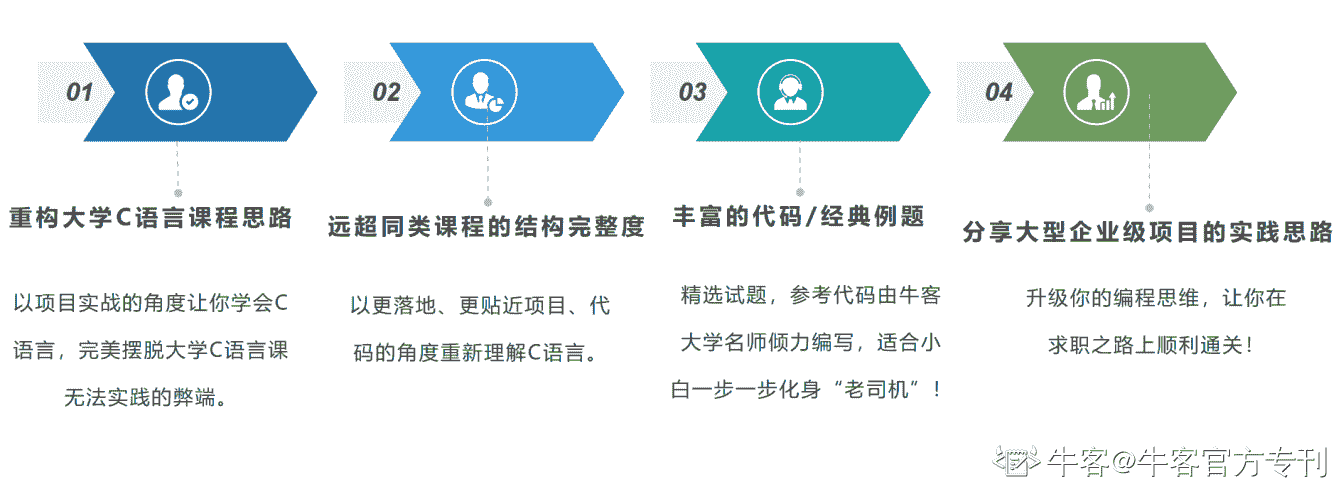 01
重构大学C语言课程思路
以项目实战的角度让你学会C
语言，完美摆脱大学C语言课
无法实践的弊端。
02
远超同类课程的结构完整度
以更落地、更贴近项目、代
码的角度重新理解C语言。
03
丰富的代码/经典例题
精选试题，参考代码由牛客
大学名师倾力编写，适合小
白一步一步化身“老司机”！
04
分享大型企业级项目的实践思路
升级你的编程思维，让你在
求职之路上顺利通关！
牛客@牛客官方专刊